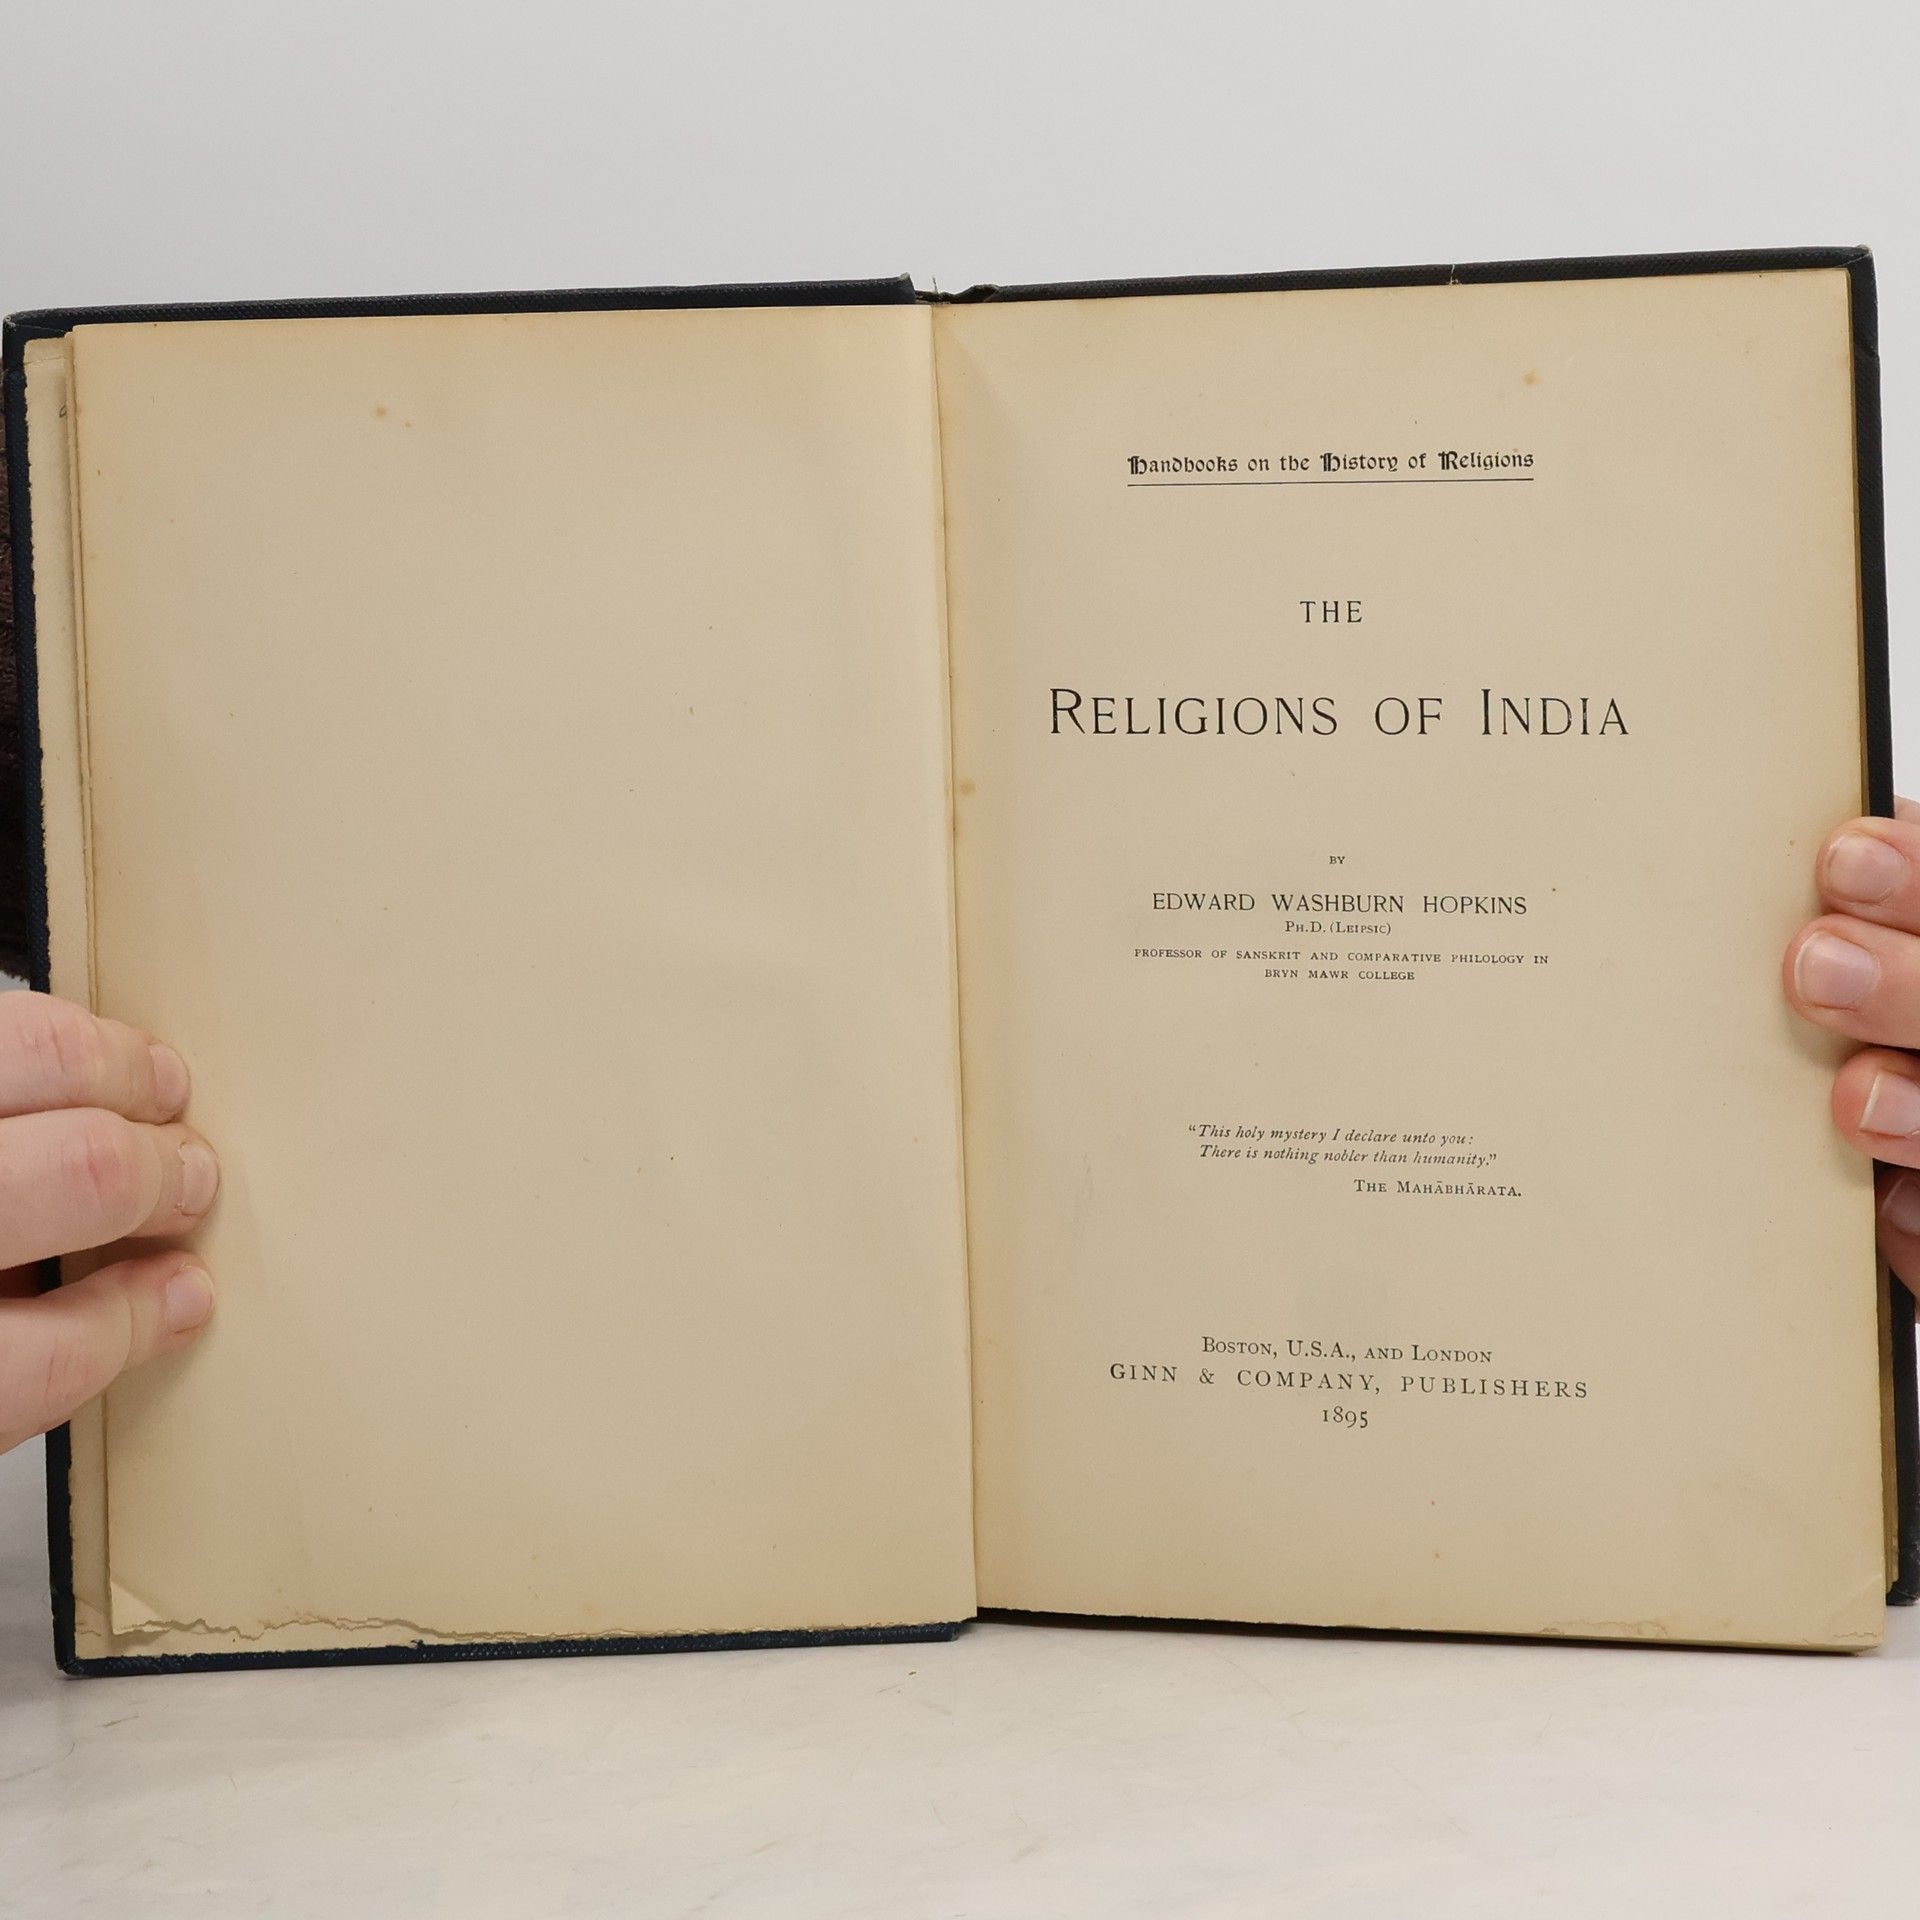 Handbooks on the History of Religions
THE
RELIGIONS OF INDIA
BY
EDWARD WASHBURN HOPKINS
PH.D. (LEIPSIC)
PROFESSOR OF SANSKRIT AND COMPARATIVE PHILOLOGY IN
BRYN MAWR COLLEGE
"This holy mystery I declare unto you:
There is nothing nobler than humanity."
THE MAHĀBHĀRATA.
BOSTON, U.S.A., AND LONDON
GINN & COMPANY, PUBLISHERS
1895